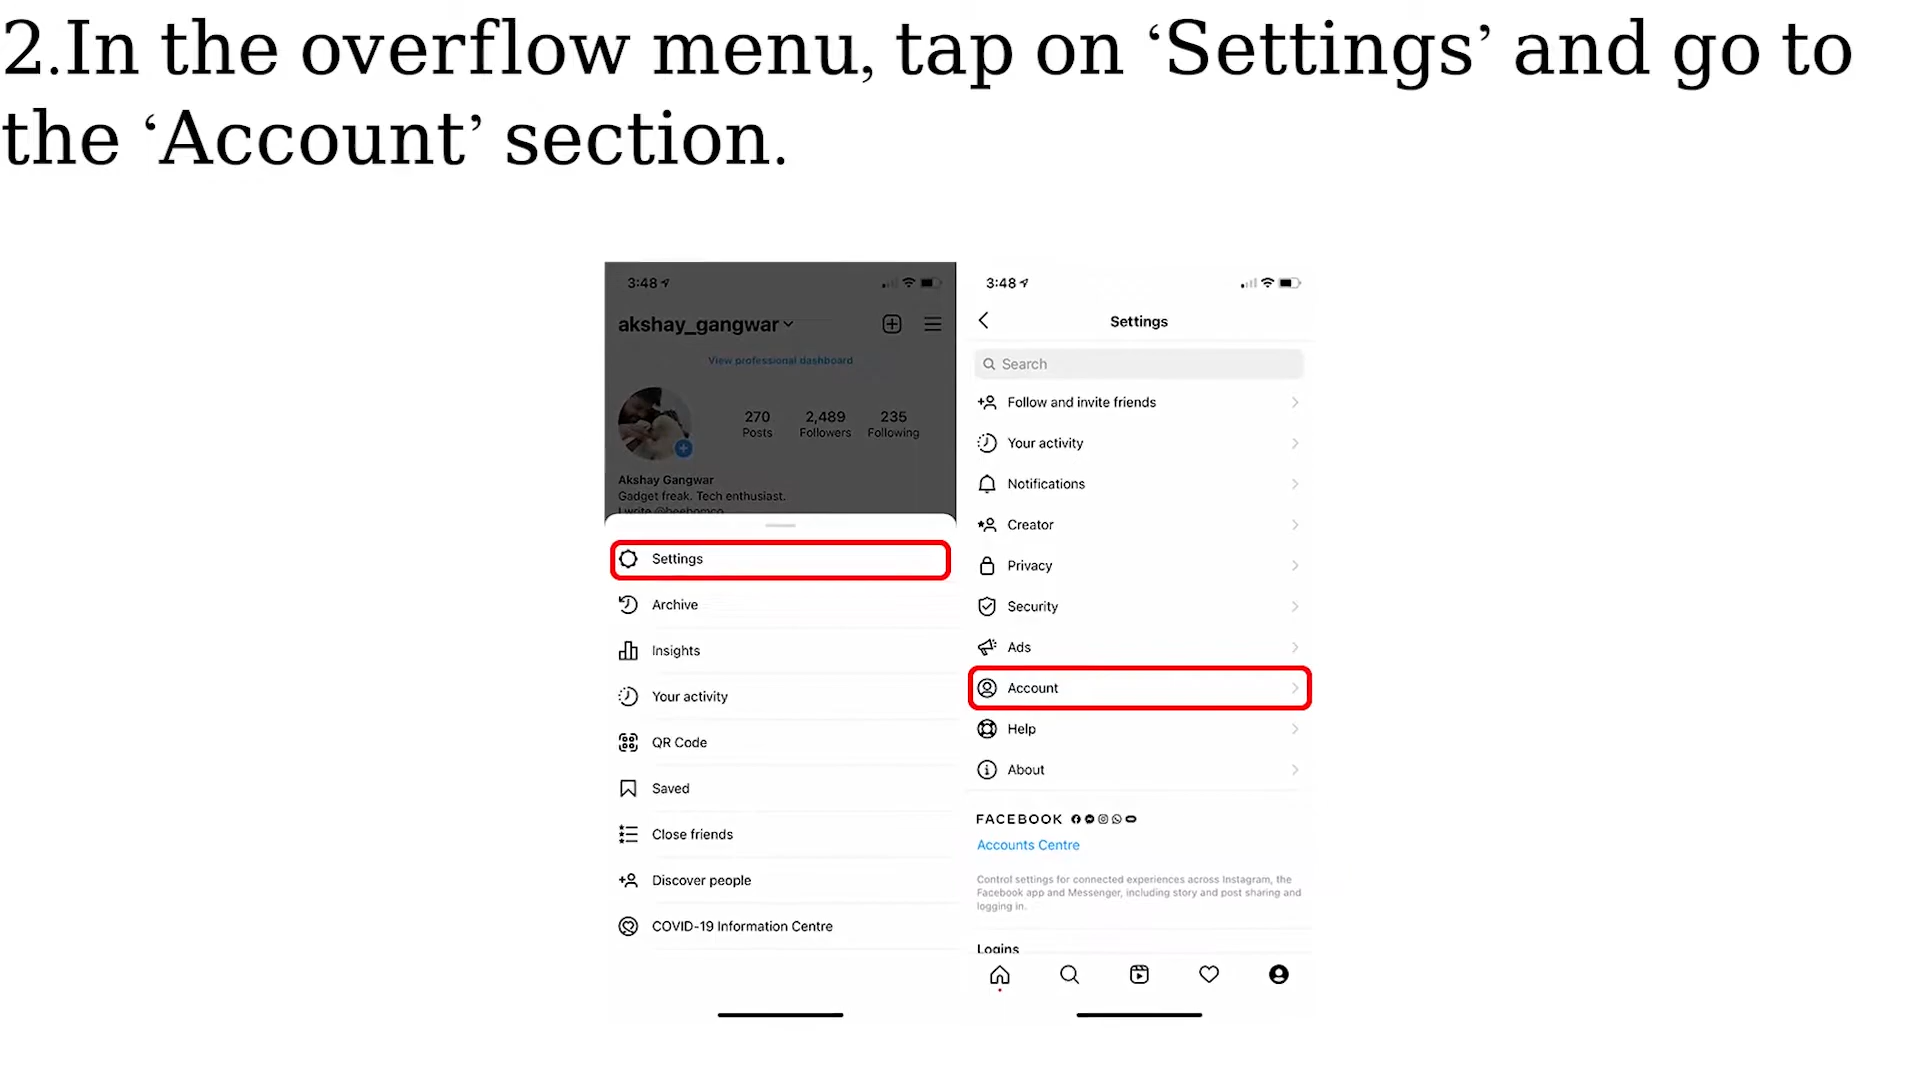 2.In the overflow menu, tap on ‘Settings’ and go to
the ‘Account’ section.
3:48
akshay_gangwar
View professional dashboard
270
2,489
235
Posts
Followers
Following
Akshay Gangwar
Gadget freak. Tech enthusiast.
I write @beebomco
Settings
Archive
Insights
Your activity
QR Code
Saved
Close friends
Discover people
COVID-19 Information Centre
3:48
Settings
Search
Follow and invite friends
Your activity
Notifications
Creator
Privacy
Security
Ads
Account
Help
About
FACEBOOK
Accounts Centre
Control settings for connected experiences across Instagram, the
Facebook app and Messenger, including story and post sharing and
logging in.
Logins